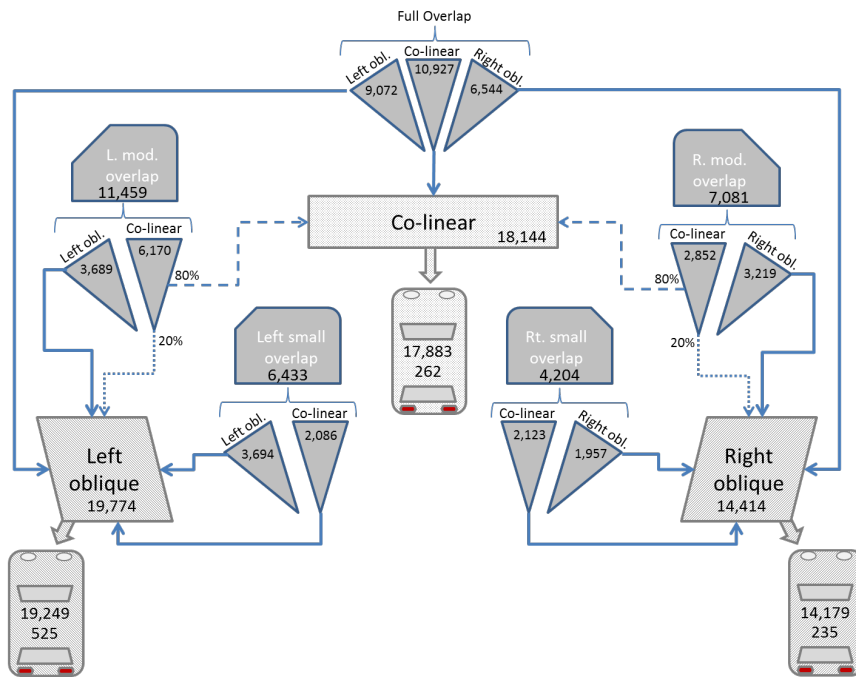 Full Overlap
Left obl.
Co-linear
Right obl.
9,072
10,927
6,544
L. mod.
overlap
11,459
R. mod.
overlap
7,081
Left obl.
Co-linear
3,689
6,170
80%
20%
Co-linear
18,144
Co-linear
Right obl.
2,852
3,219
80%
20%
Left small
overlap
6,433
17,883
262
Rt. small
overlap
4,204
Left obl.
Co-linear
3,694
2,086
Co-linear
Right obl.
2,123
1,957
Left
oblique
19,774
Right
oblique
14,414
19,249
525
14,179
235